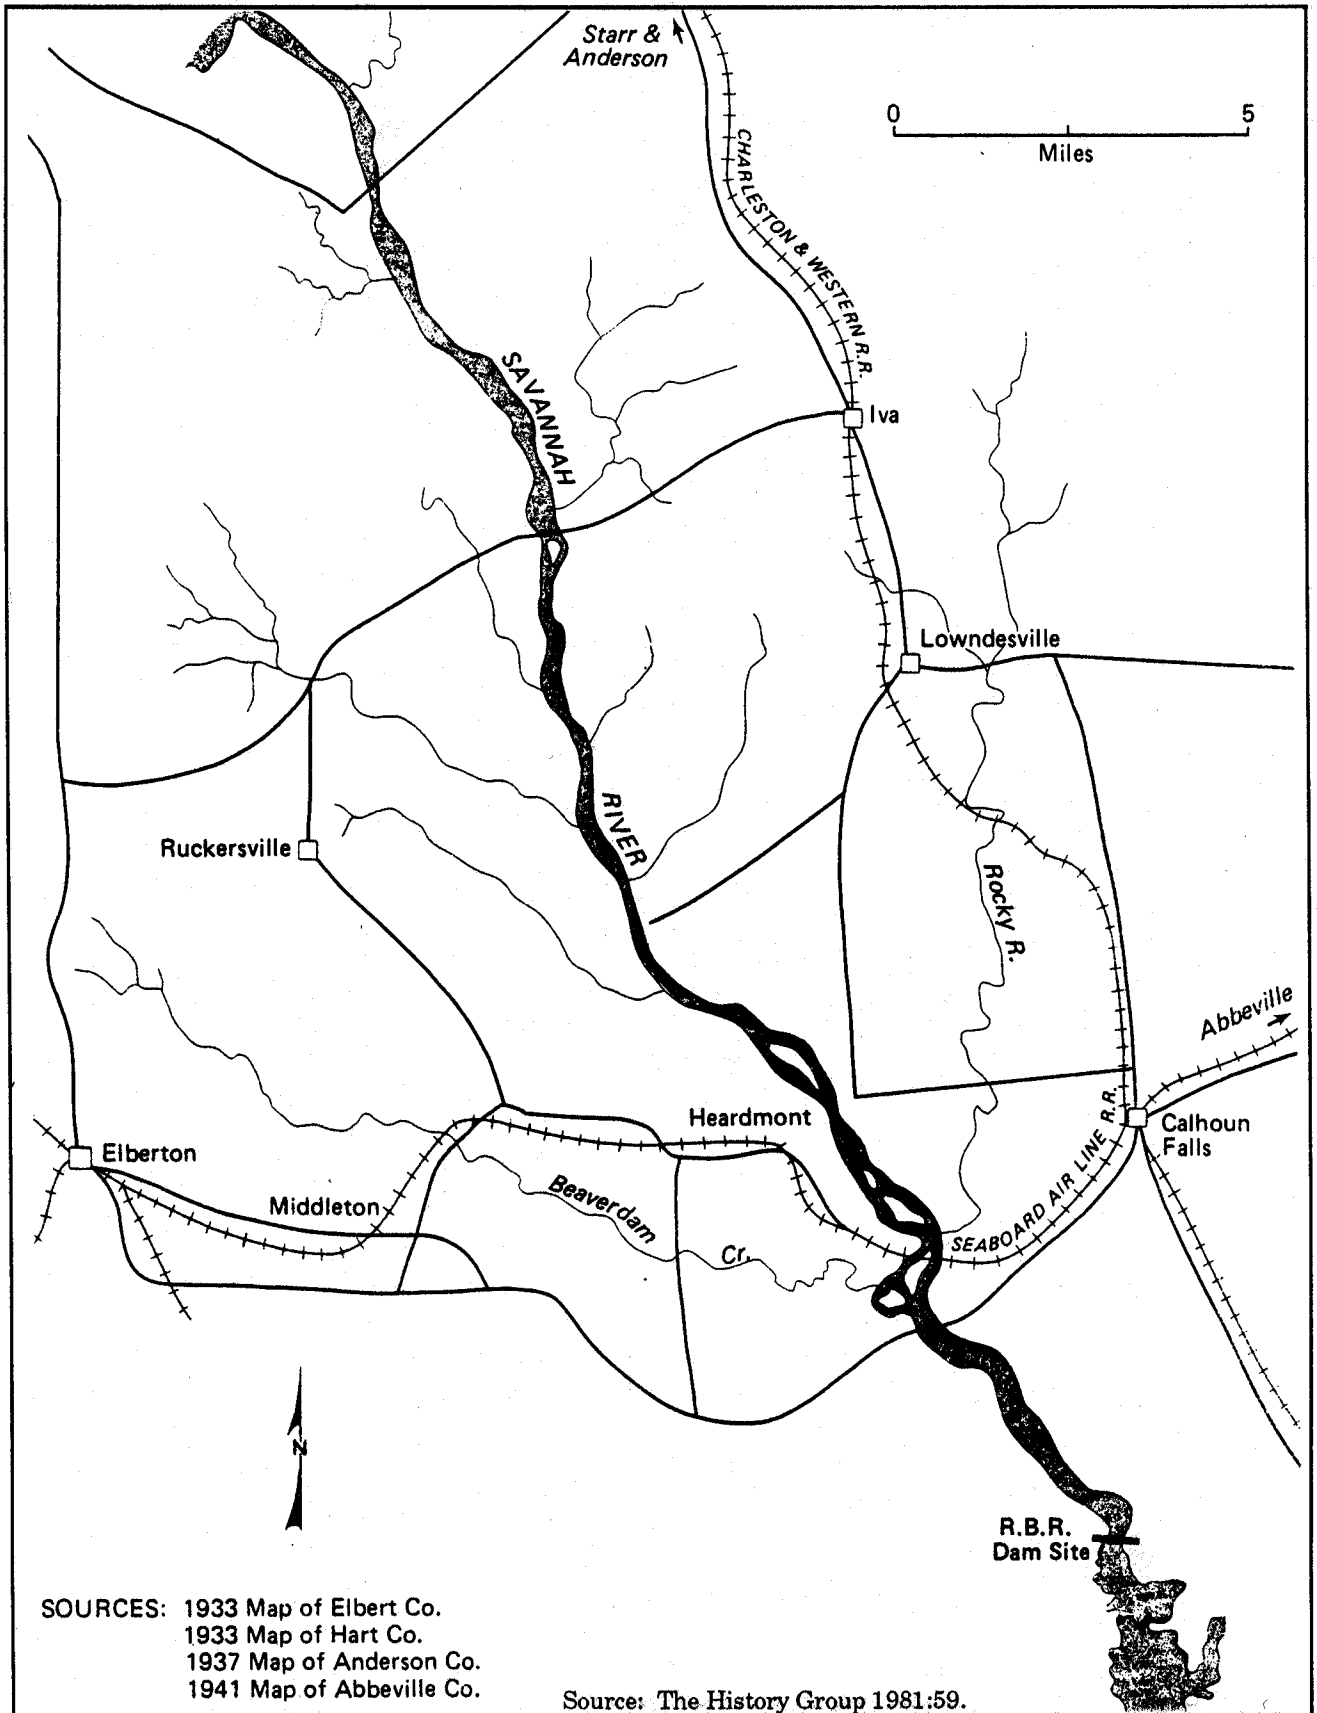 Starr &
Anderson
0 5
Miles
CHARLESTON & WESTERN R.R.
SAVANNAH
Iva
Lowndesville
RIVER
Ruckersville
Rocky R.
Abbeville
Heardmont
Calhoun
Falls
Elberton
SEABOARD AIR LINE R.R.
Middleton
Beaverdam
Cr.
N
R.B.R.
Dam Site
SOURCES: 1933 Map of Elbert Co.
1933 Map of Hart Co.
1937 Map of Anderson Co.
1941 Map of Abbeville Co.
Source: The History Group 1981:59.